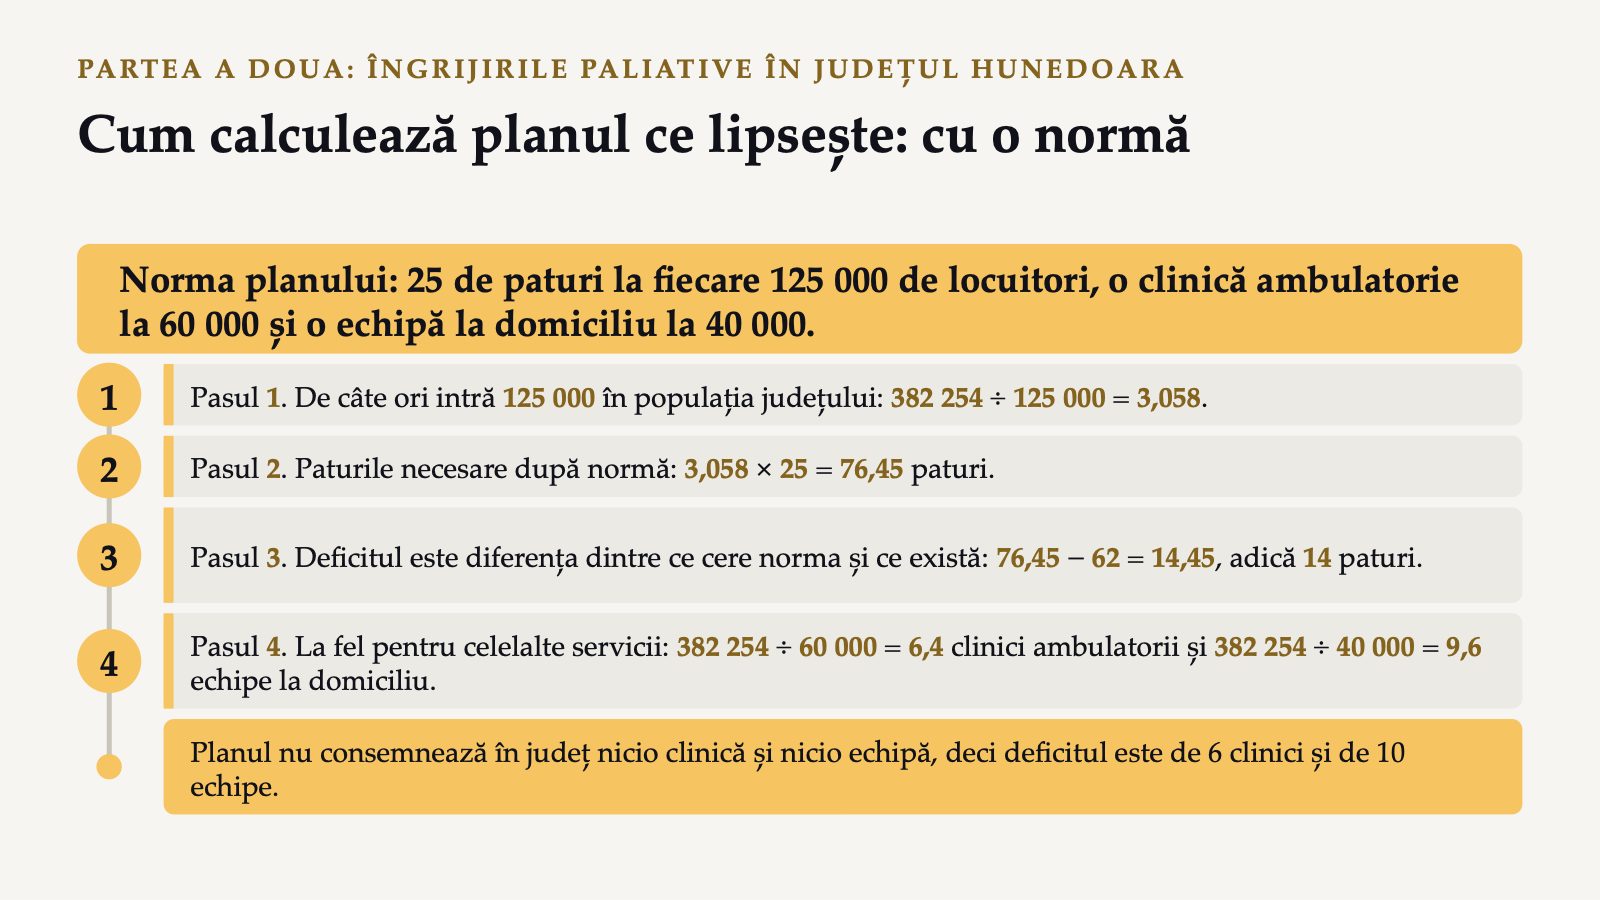 PARTEA A DOUA: ÎNGRIJIRILE PALIATIVE ÎN JUDEȚUL HUNEDOARA
Cum calculează planul ce lipsește: cu o normă
Norma planului: 25 de paturi la fiecare 125 000 de locuitori, o clinică ambulatorie
la 60 000 și o echipă la domiciliu la 40 000.
1
Pasul 1. De câte ori intră 125 000 în populația județului: 382 254 ÷ 125 000 = 3,058.
2
Pasul 2. Paturile necesare după normă: 3,058 × 25 = 76,45 paturi.
3
Pasul 3. Deficitul este diferența dintre ce cere norma și ce există: 76,45 − 62 = 14,45, adică 14 paturi.
4
Pasul 4. La fel pentru celelalte servicii: 382 254 ÷ 60 000 = 6,4 clinici ambulatorii și 382 254 ÷ 40 000 = 9,6
echipe la domiciliu.
Planul nu consemnează în județ nicio clinică și nicio echipă, deci deficitul este de 6 clinici și de 10
echipe.